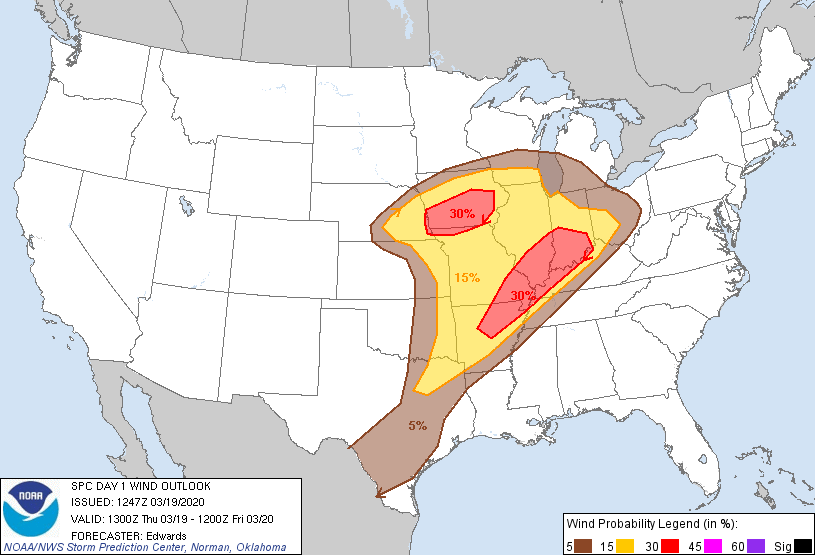 30%
15%
30%
5%
NOAA
SPC DAY 1 WIND OUTLOOK
ISSUED: 1247Z 03/19/2020
VALID: 1300Z Thu 03/19 - 1200Z Fri 03/20
FORECASTER: Edwards
NOAA/NWS Storm Prediction Center, Norman, Oklahoma
Wind Probability Legend (in %):
5 15 30 45 60 Sig